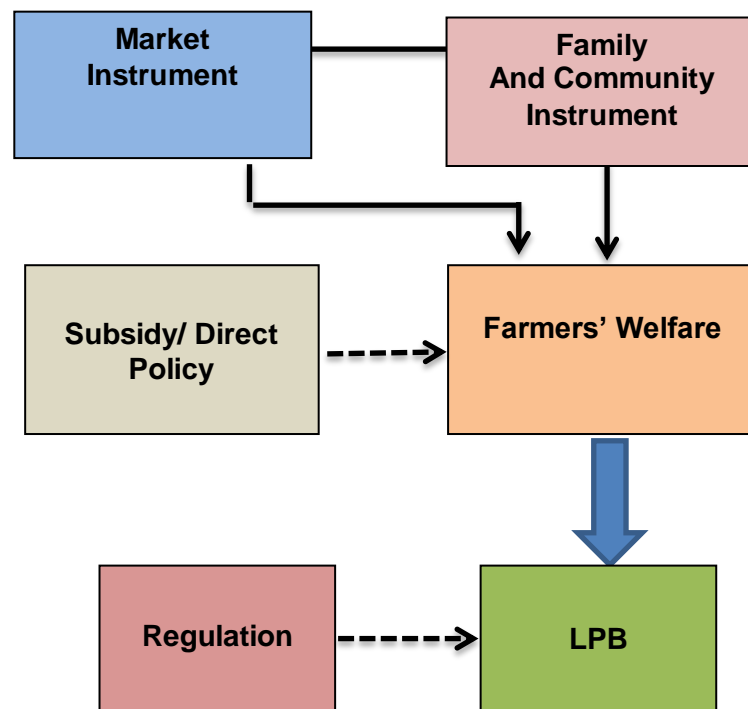 Market
Instrument
Family
And Community
Instrument
Subsidy/ Direct
Policy
Farmers’ Welfare
Regulation
LPB